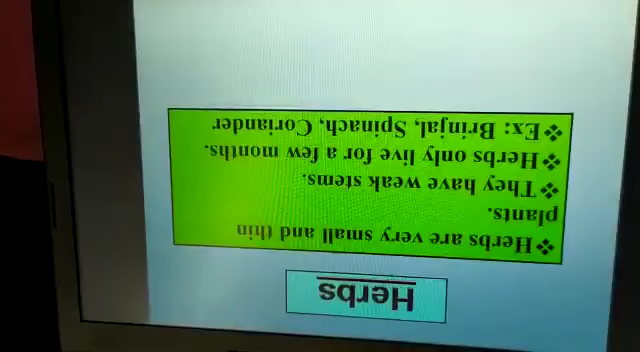 Herbs
❖Herbs are very small and thin
plants.
❖They have weak stems.
❖Herbs only live for a few months.
❖Ex: Brinjal, Spinach, Coriander